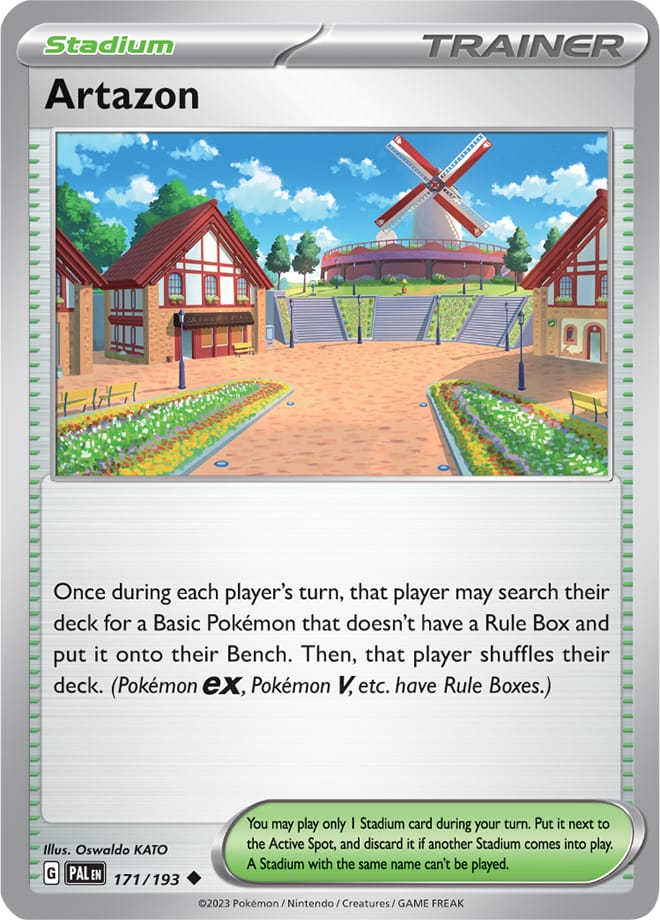 Stadium
TRAINER
Artazon
Once during each player's turn, that player may search their
deck for a Basic Pokémon that doesn't have a Rule Box and
put it onto their Bench. Then, that player shuffles their
deck. (Pokémon ex, Pokémon V, etc. have Rule Boxes.)
You may play only 1 Stadium card during your turn. Put it next to
the Active Spot, and discard it if another Stadium comes into play.
A Stadium with the same name can't be played.
Illus. Oswaldo KATO
G PAL EN 171/193
©2023 Pokémon / Nintendo / Creatures / GAME FREAK